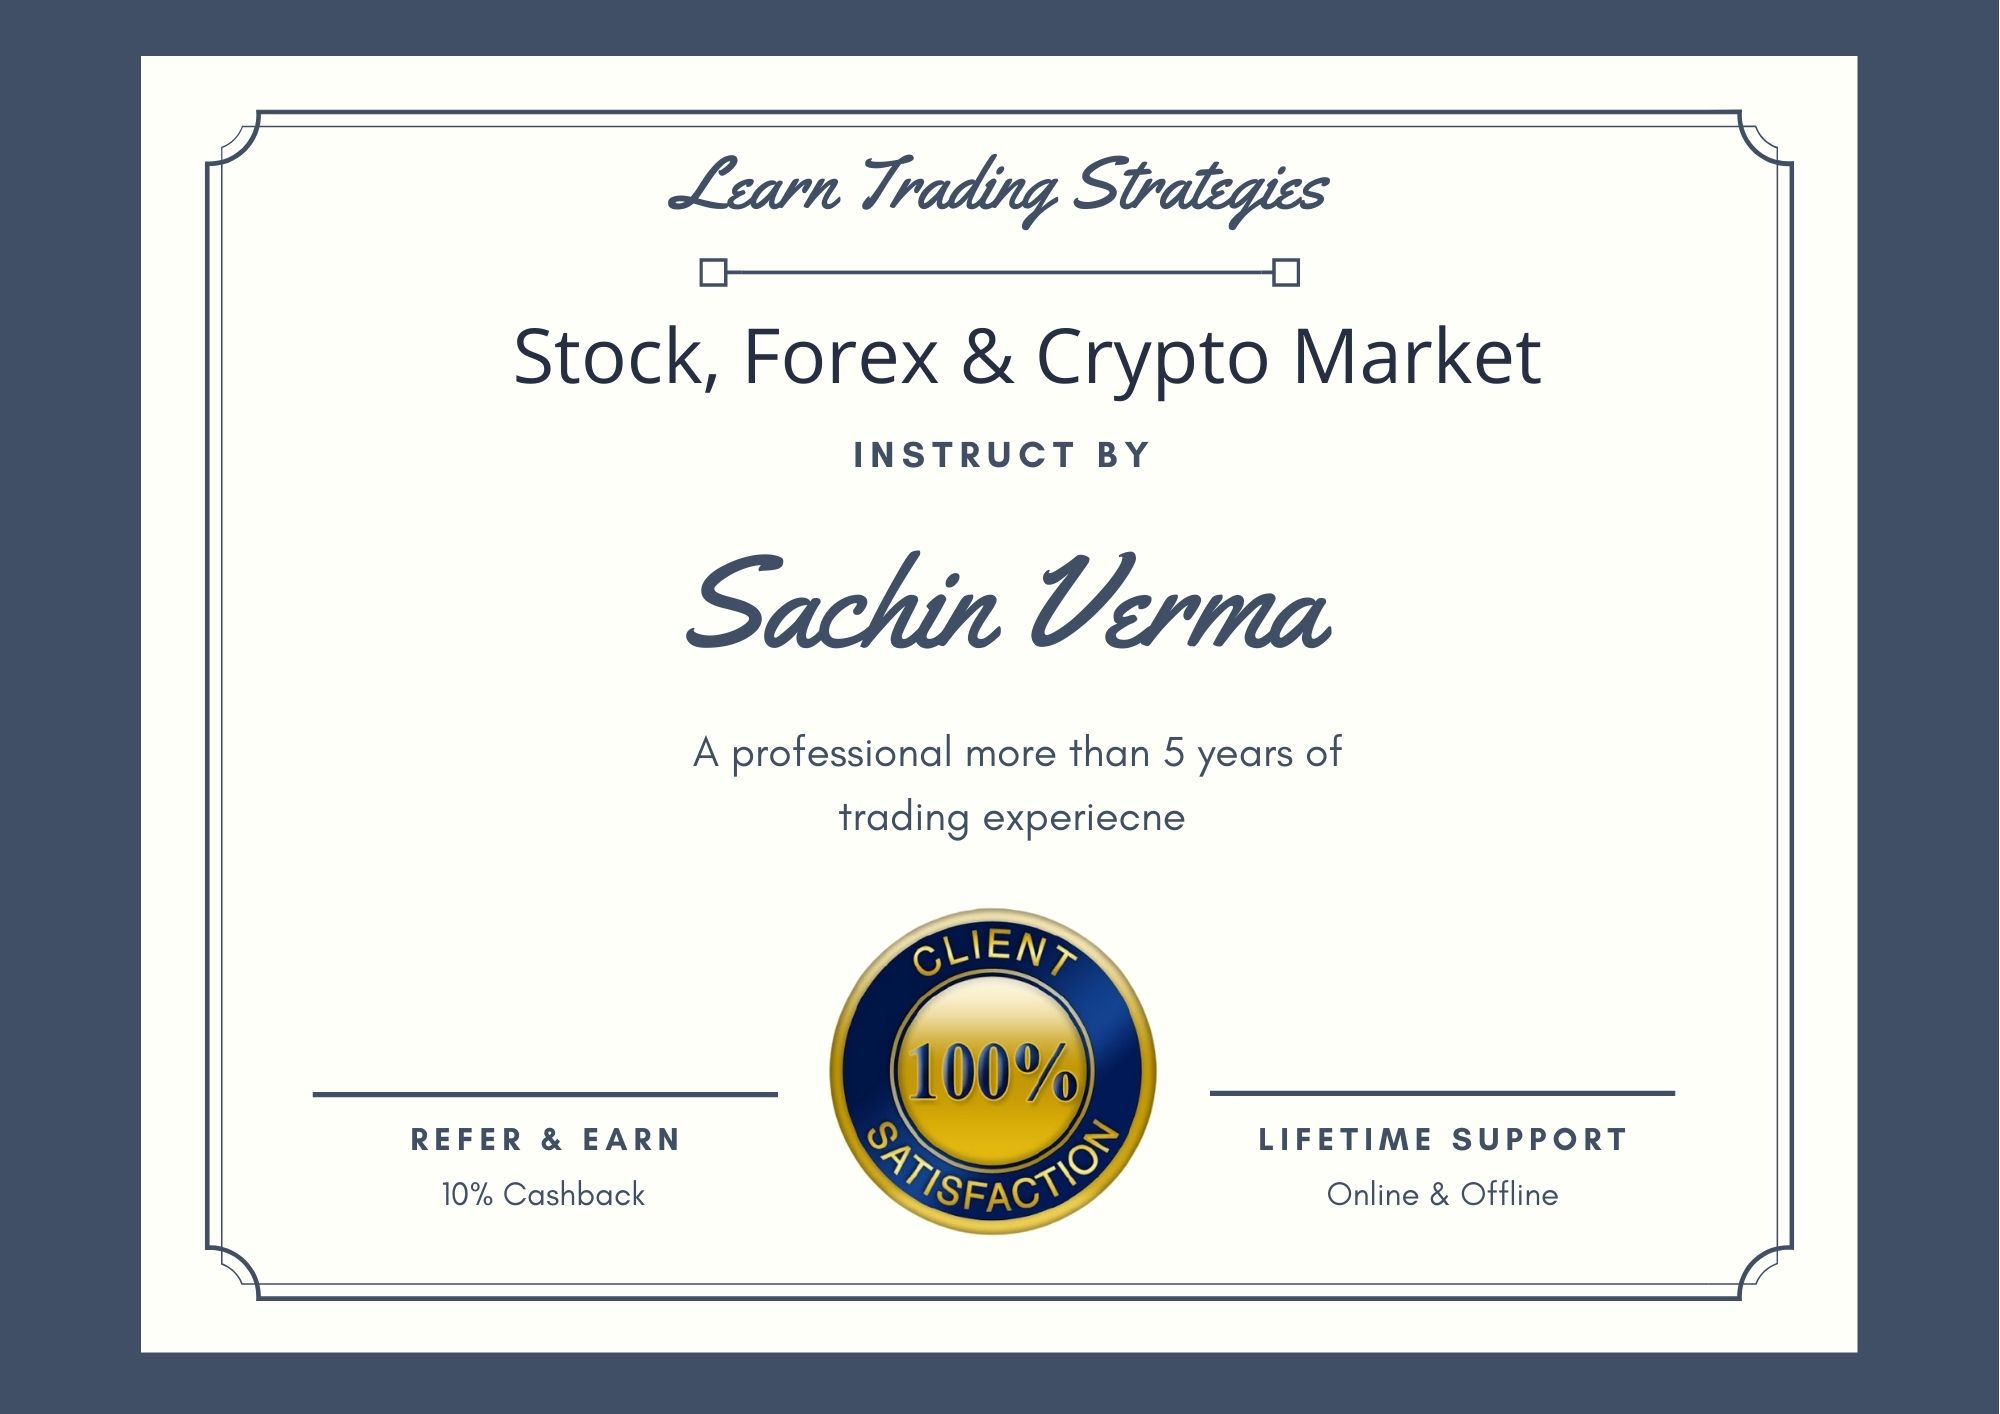 Learn Trading Strategies
Stock, Forex & Crypto Market
INSTRUCT BY
Sachin Verma
A professional more than 5 years of
trading experiecne
CLIENT
100%
SATISFACTION
REFER & EARN
10% Cashback
LIFETIME SUPPORT
Online & Offline